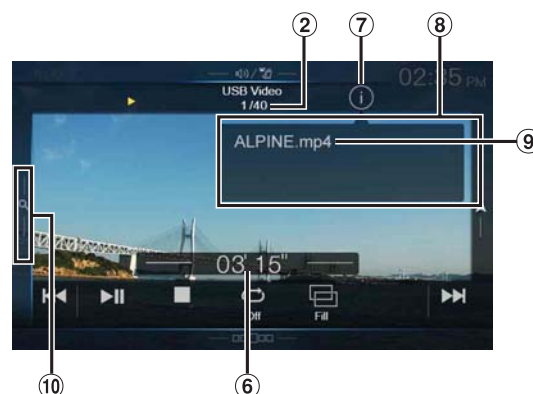 ② ⑦ ⑧
02:35 PM
USB Video
1/40
ALPINE.mp4 ⑨
03'15"
Off Fill
⑩ ⑥